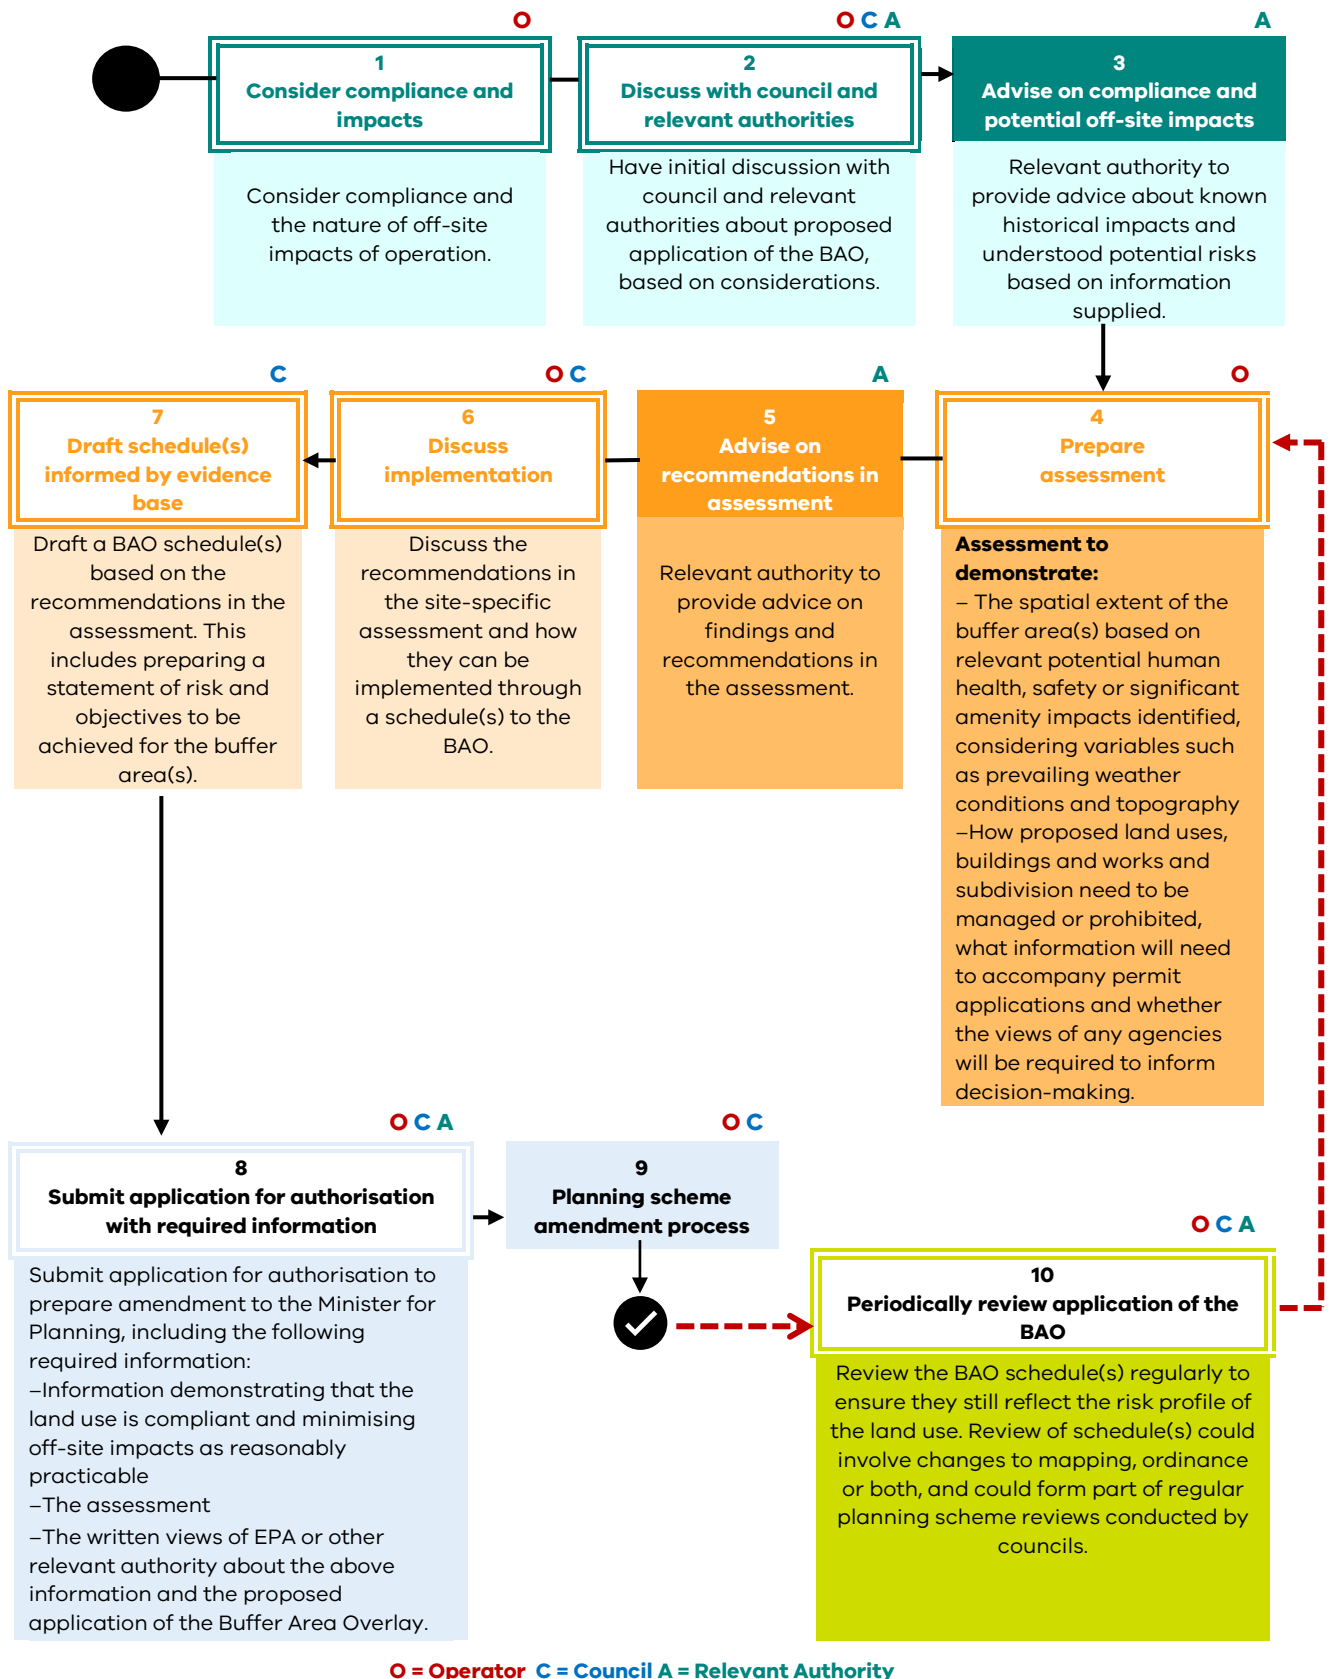 O
1
Consider compliance and
impacts
Consider compliance and
the nature of off-site
impacts of operation.
O C A
2
Discuss with council and
relevant authorities
Have initial discussion with
council and relevant
authorities about proposed
application of the BAO,
based on considerations.
A
3
Advise on compliance and
potential off-site impacts
Relevant authority to
provide advice about known
historical impacts and
understood potential risks
based on information
supplied.
O
4
Prepare
assessment
Assessment to
demonstrate:
– The spatial extent of the
buffer area(s) based on
relevant potential human
health, safety or significant
amenity impacts identified,
considering variables such
as prevailing weather
conditions and topography
–How proposed land uses,
buildings and works and
subdivision need to be
managed or prohibited,
what information will need
to accompany permit
applications and whether
the views of any agencies
will be required to inform
decision-making.
A
5
Advise on
recommendations in
assessment
Relevant authority to
provide advice on
findings and
recommendations in
the assessment.
O C
6
Discuss
implementation
Discuss the
recommendations in
the site-specific
assessment and how
they can be
implemented through
a schedule(s) to the
BAO.
C
7
Draft schedule(s)
informed by evidence
base
Draft a BAO schedule(s)
based on the
recommendations in the
assessment. This
includes preparing a
statement of risk and
objectives to be
achieved for the buffer
area(s).
O C A
8
Submit application for authorisation
with required information
Submit application for authorisation to
prepare amendment to the Minister for
Planning, including the following
required information:
–Information demonstrating that the
land use is compliant and minimising
off-site impacts as reasonably
practicable
–The assessment
–The written views of EPA or other
relevant authority about the above
information and the proposed
application of the Buffer Area Overlay.
O C
9
Planning scheme
amendment process
O C A
10
Periodically review application of the
BAO
Review the BAO schedule(s) regularly to
ensure they still reflect the risk profile of
the land use. Review of schedule(s) could
involve changes to mapping, ordinance
or both, and could form part of regular
planning scheme reviews conducted by
councils.
O = Operator C = Council A = Relevant Authority